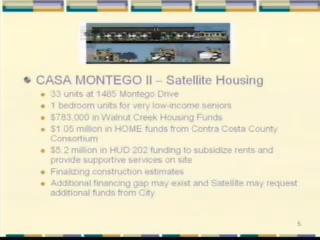 CASA MONTEGO II – Satellite Housing
33 units at 1485 Montego Drive
1 bedroom units for very low-income seniors
$783,000 in Walnut Creek Housing Funds
$1.05 million in HOME funds from Contra Costa County
Consortium
$5.2 million in HUD 202 funding to subsidize rents and
provide supportive services on site
Finalizing construction estimates
Additional financing gap may exist and Satellite may request
additional funds from City
5